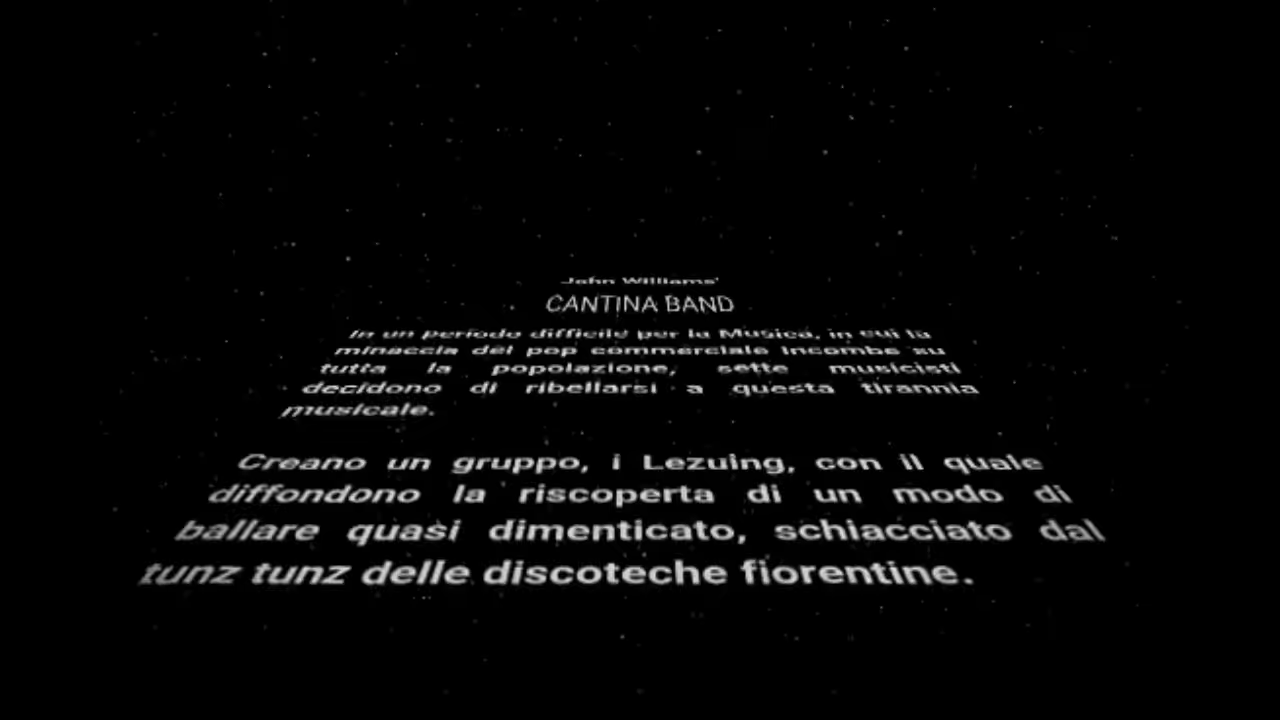 John Williams'
CANTINA BAND
In un periodo difficile per la Musica, in cui la
minaccia del pop commerciale incombe su
tutta la popolazione, sette musicisti
decidono di ribellarsi a questa tirannia
musicale.
Creano un gruppo, i Lezuing, con il quale
diffondono la riscoperta di un modo di
ballare quasi dimenticato, schiacciato dal
tunz tunz delle discoteche fiorentine.